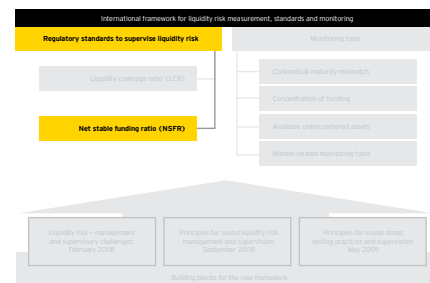 International framework for liquidity risk measurement, standards and monitoring
Regulatory standards to supervise liquidity risk
Monitoring tools
Liquidity coverage ratio (LCR)
Net stable funding ratio (NSFR)
Contractual maturity mismatch
Concentration of funding
Available unencumbered assets
Market-related monitoring tools
Liquidity risk – management
and supervisory challenges:
February 2008
Principles for sound liquidity risk
management and supervision:
September 2008
Principles for sound stress
testing practices and supervision:
May 2009
Building blocks for the new framework